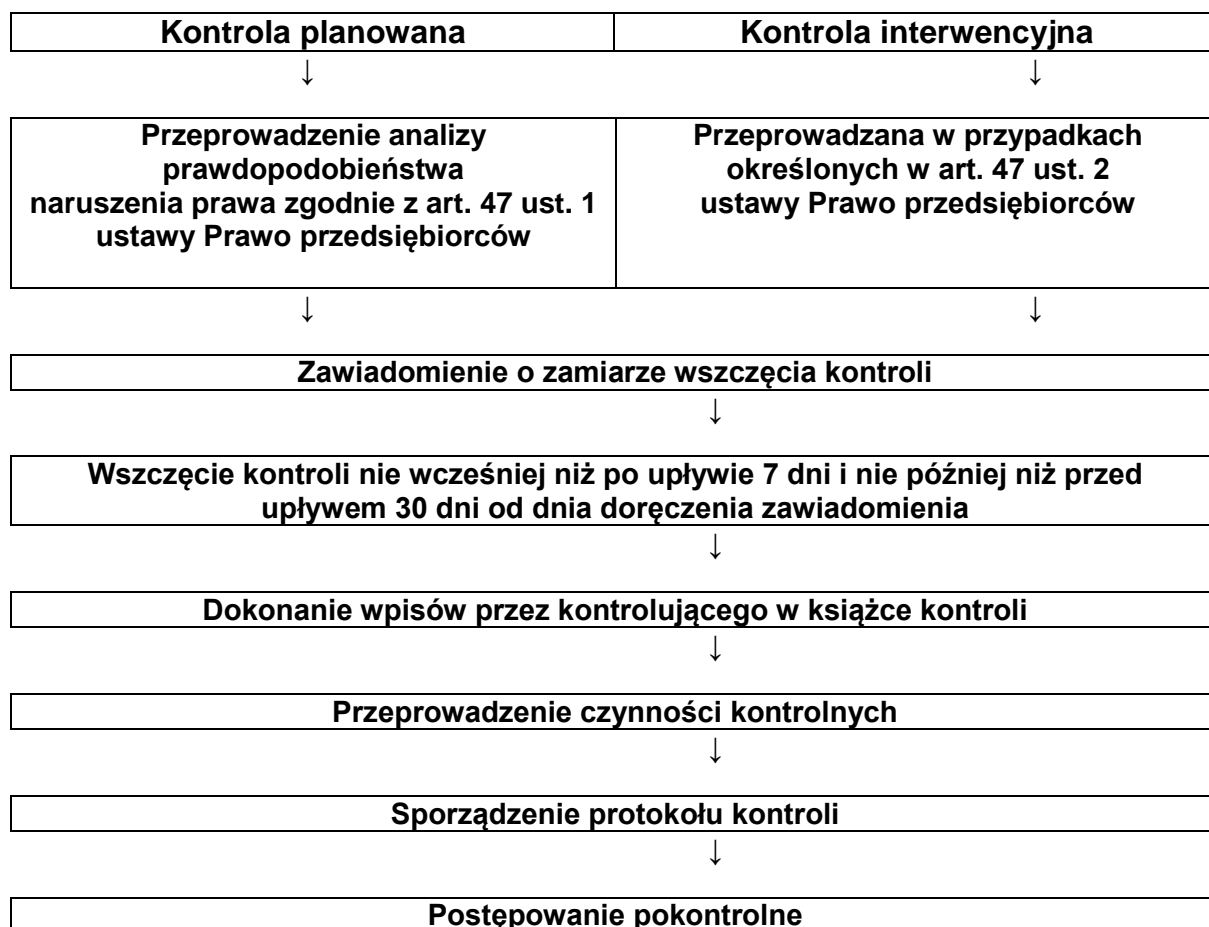 Kontrola planowana
Kontrola interwencyjna
↓
↓
Przeprowadzenie analizy
prawdopodobieństwa
naruszenia prawa zgodnie z art. 47 ust. 1
ustawy Prawo przedsiębiorców
Przeprowadzana w przypadkach
określonych w art. 47 ust. 2
ustawy Prawo przedsiębiorców
↓
↓
Zawiadomienie o zamiarze wszczęcia kontroli
↓
Wszczęcie kontroli nie wcześniej niż po upływie 7 dni i nie później niż przed
upływem 30 dni od dnia doręczenia zawiadomienia
↓
Dokonanie wpisów przez kontrolującego w książce kontroli
↓
Przeprowadzenie czynności kontrolnych
↓
Sporządzenie protokołu kontroli
↓
Postępowanie pokontrolne